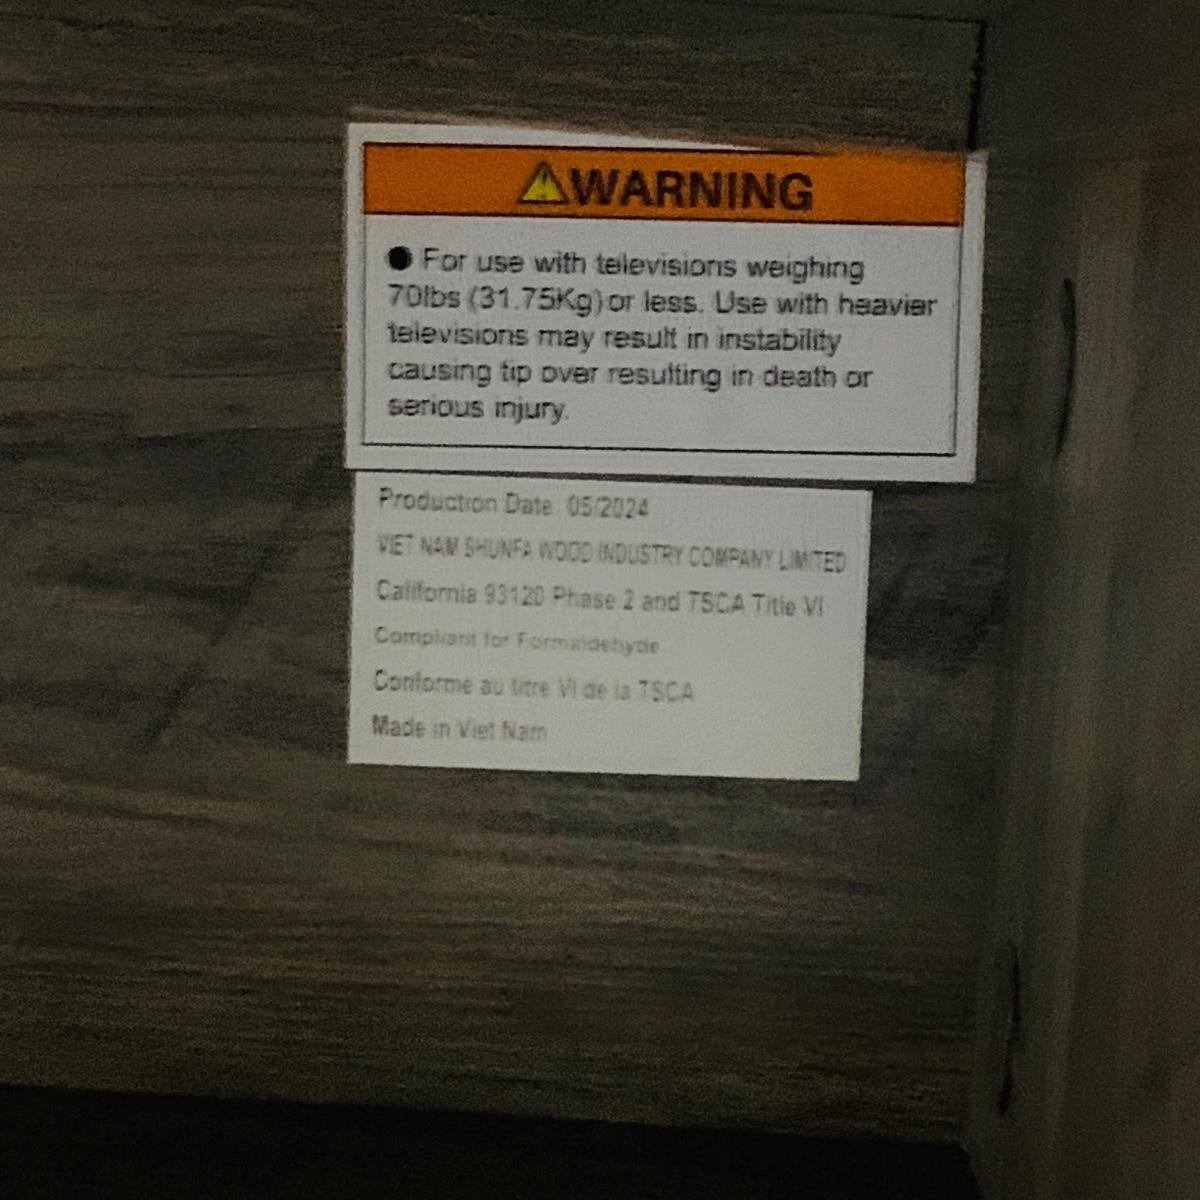 ⚠WARNING
● For use with televisions weighing
70lbs (31.75Kg) or less. Use with heavier
televisions may result in instability
causing tip over resulting in death or
serious injury.
Production Date 05/2024
VIET NAM SHUNFA WOOD INDUSTRY COMPANY LIMITED
California 93120 Phase 2 and TSCA Title VI
Compliant for Formaldehyde
Conforme au titre VI de la TSCA
Made in Viet Nam